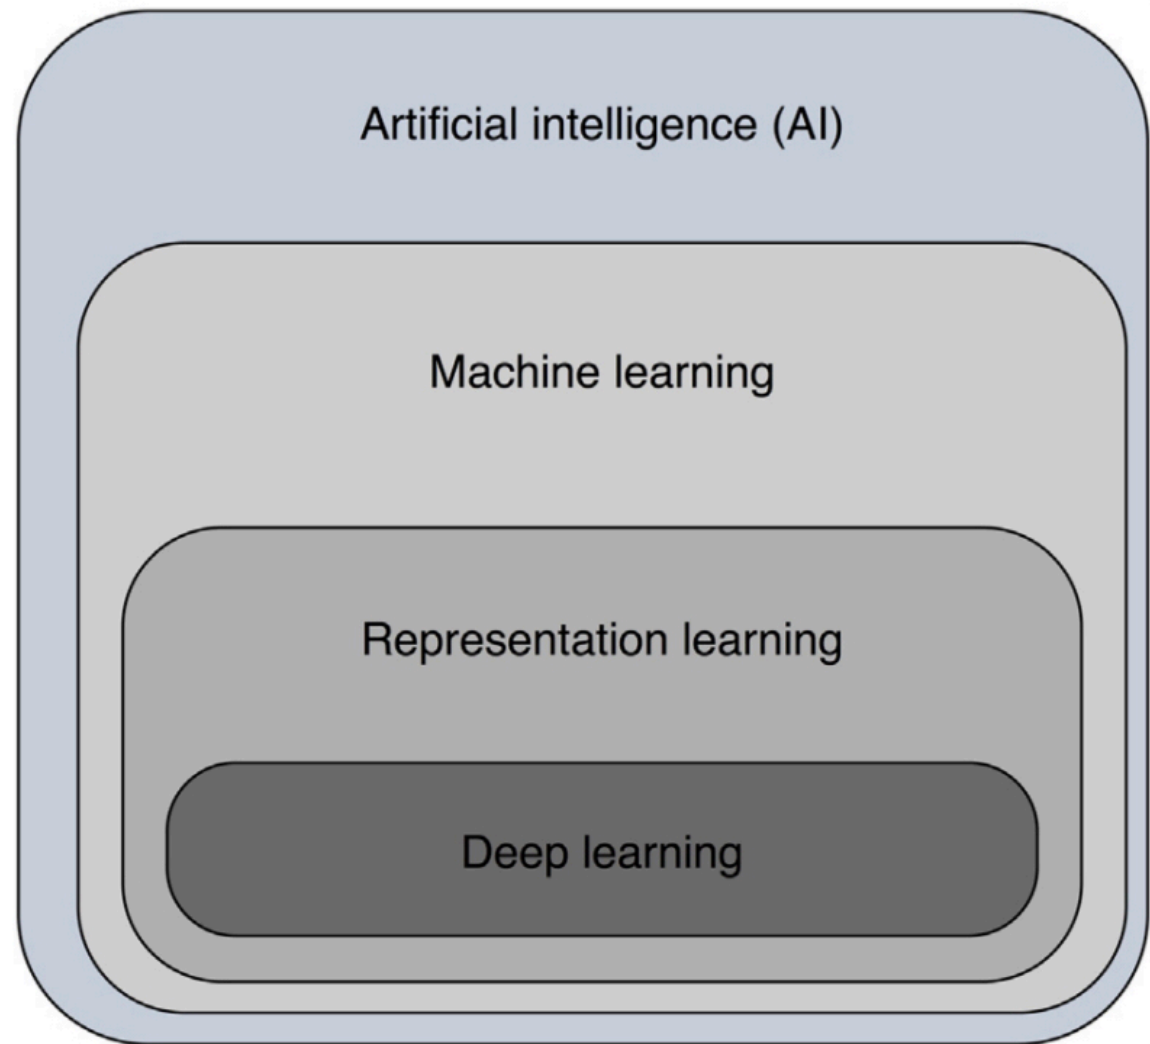 Artificial intelligence (AI)
Machine learning
Representation learning
Deep learning